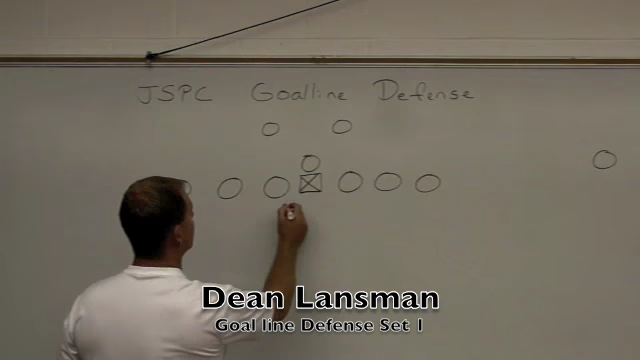 JSPC Goalline Defense
Dean Lansman
Goal line Defense Set 1